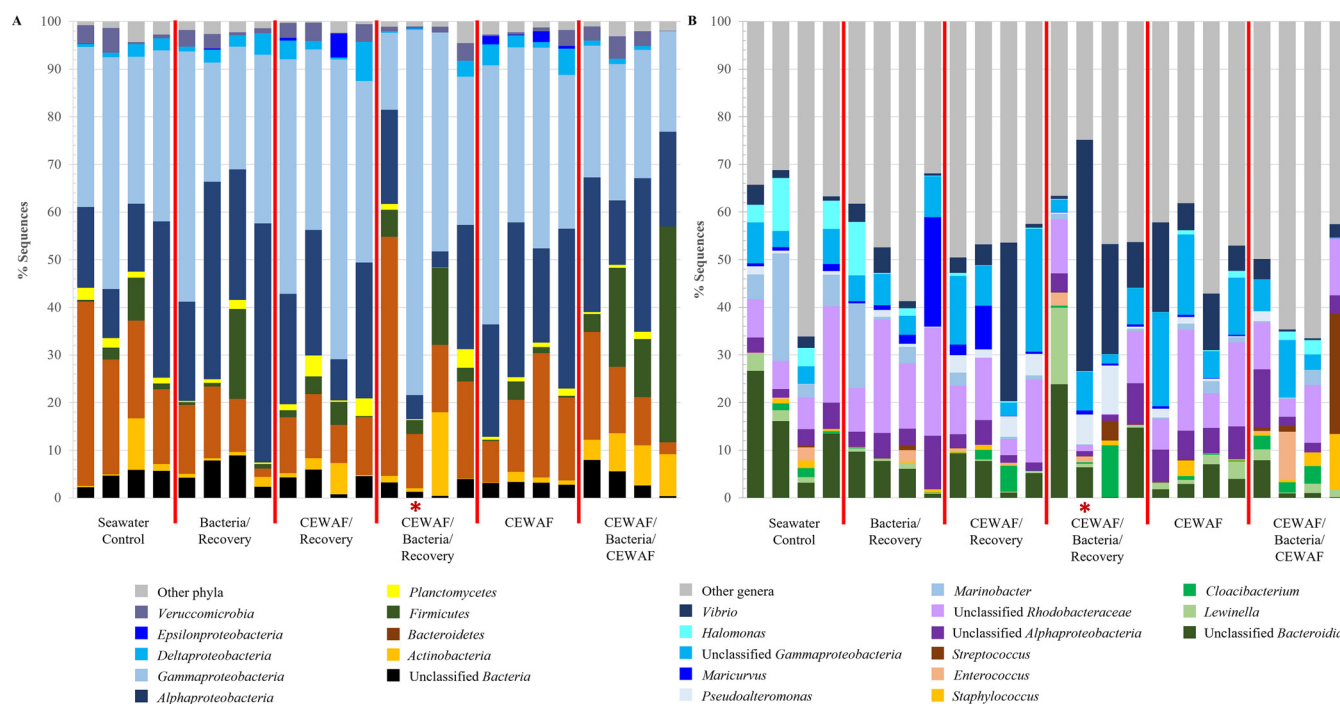 A
B
100
90
80
70
60
50
40
30
20
10
0
% Sequences
Seawater
Control
Bacteria/
Recovery
CEWAF/
Recovery
*
CEWAF/
Bacteria/
Recovery
CEWAF
CEWAF/
Bacteria/
CEWAF
100
90
80
70
60
50
40
30
20
10
0
% Sequences
Seawater
Control
Bacteria/
Recovery
CEWAF/
Recovery
*
CEWAF/
Bacteria/
Recovery
CEWAF
CEWAF/
Bacteria/
CEWAF
Other phyla
Veruccomicrobia
Epsilonproteobacteria
Deltaproteobacteria
Gammaproteobacteria
Alphaproteobacteria
Planctomycetes
Firmicutes
Bacteroidetes
Actinobacteria
Unclassified Bacteria
Other genera
Vibrio
Halomonas
Unclassified Gammaproteobacteria
Maricurvus
Pseudoalteromonas
Marinobacter
Unclassified Rhodobacteraceae
Unclassified Alphaproteobacteria
Streptococcus
Enterococcus
Staphylococcus
Cloacibacterium
Lewinella
Unclassified Bacteroidia